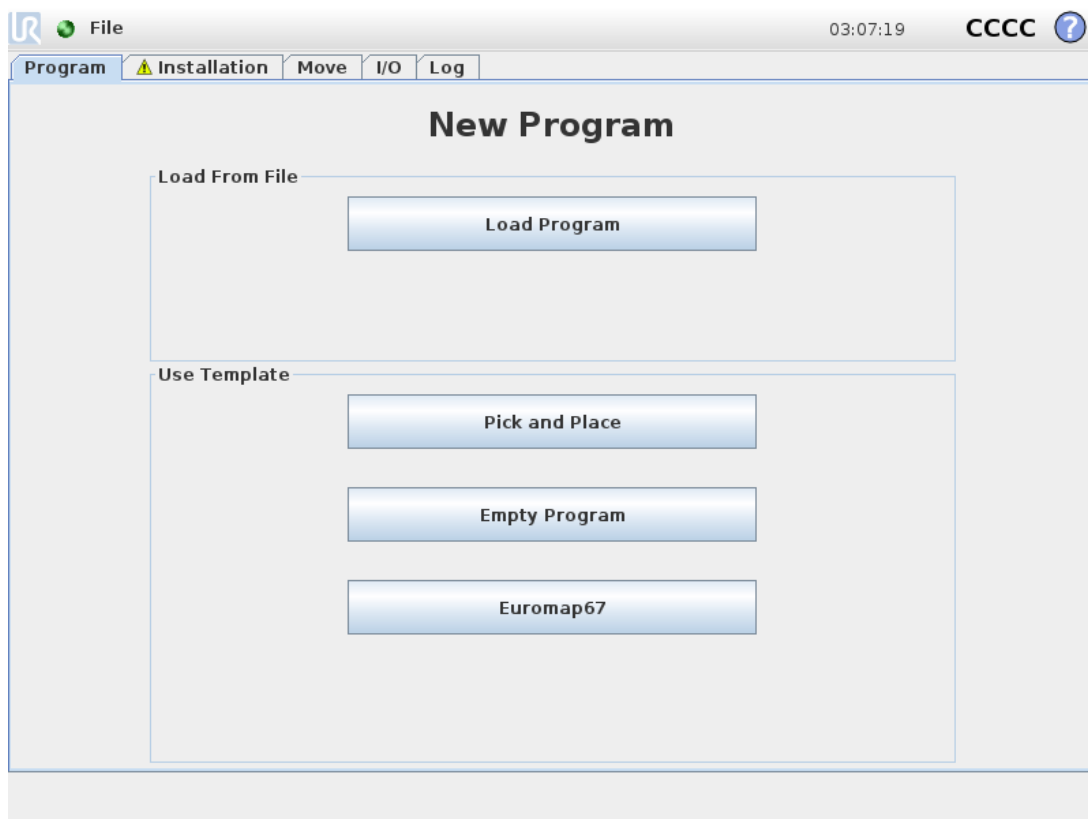 UR File 03:07:19 CCCC ?
Program Installation Move I/O Log
New Program
Load From File
Load Program
Use Template
Pick and Place
Empty Program
Euromap67